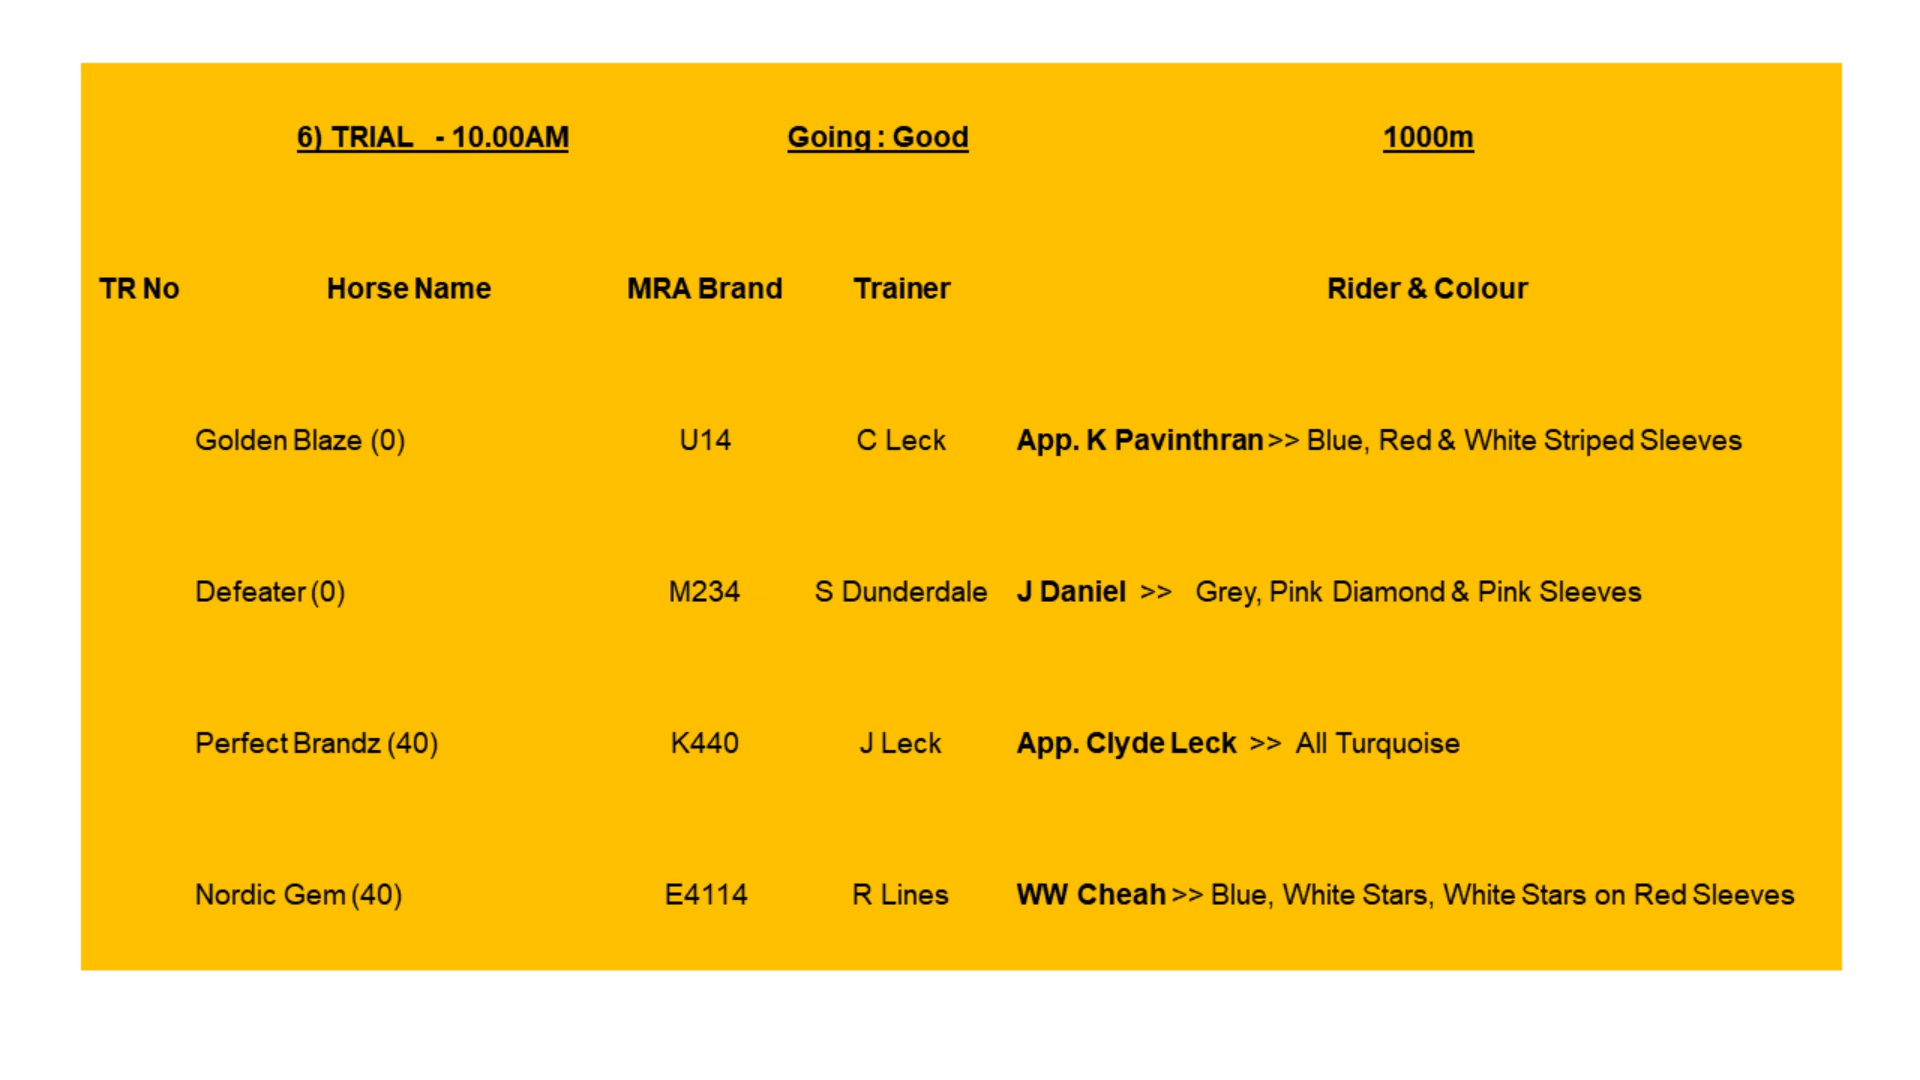 6) TRIAL - 10.00AM Going : Good 1000m
TR No Horse Name MRA Brand Trainer Rider & Colour
Golden Blaze (0) U14 C Leck App. K Pavinthran >> Blue, Red & White Striped Sleeves
Defeater (0) M234 S Dunderdale J Daniel >> Grey, Pink Diamond & Pink Sleeves
Perfect Brandz (40) K440 J Leck App. Clyde Leck >> All Turquoise
Nordic Gem (40) E4114 R Lines WW Cheah >> Blue, White Stars, White Stars on Red Sleeves